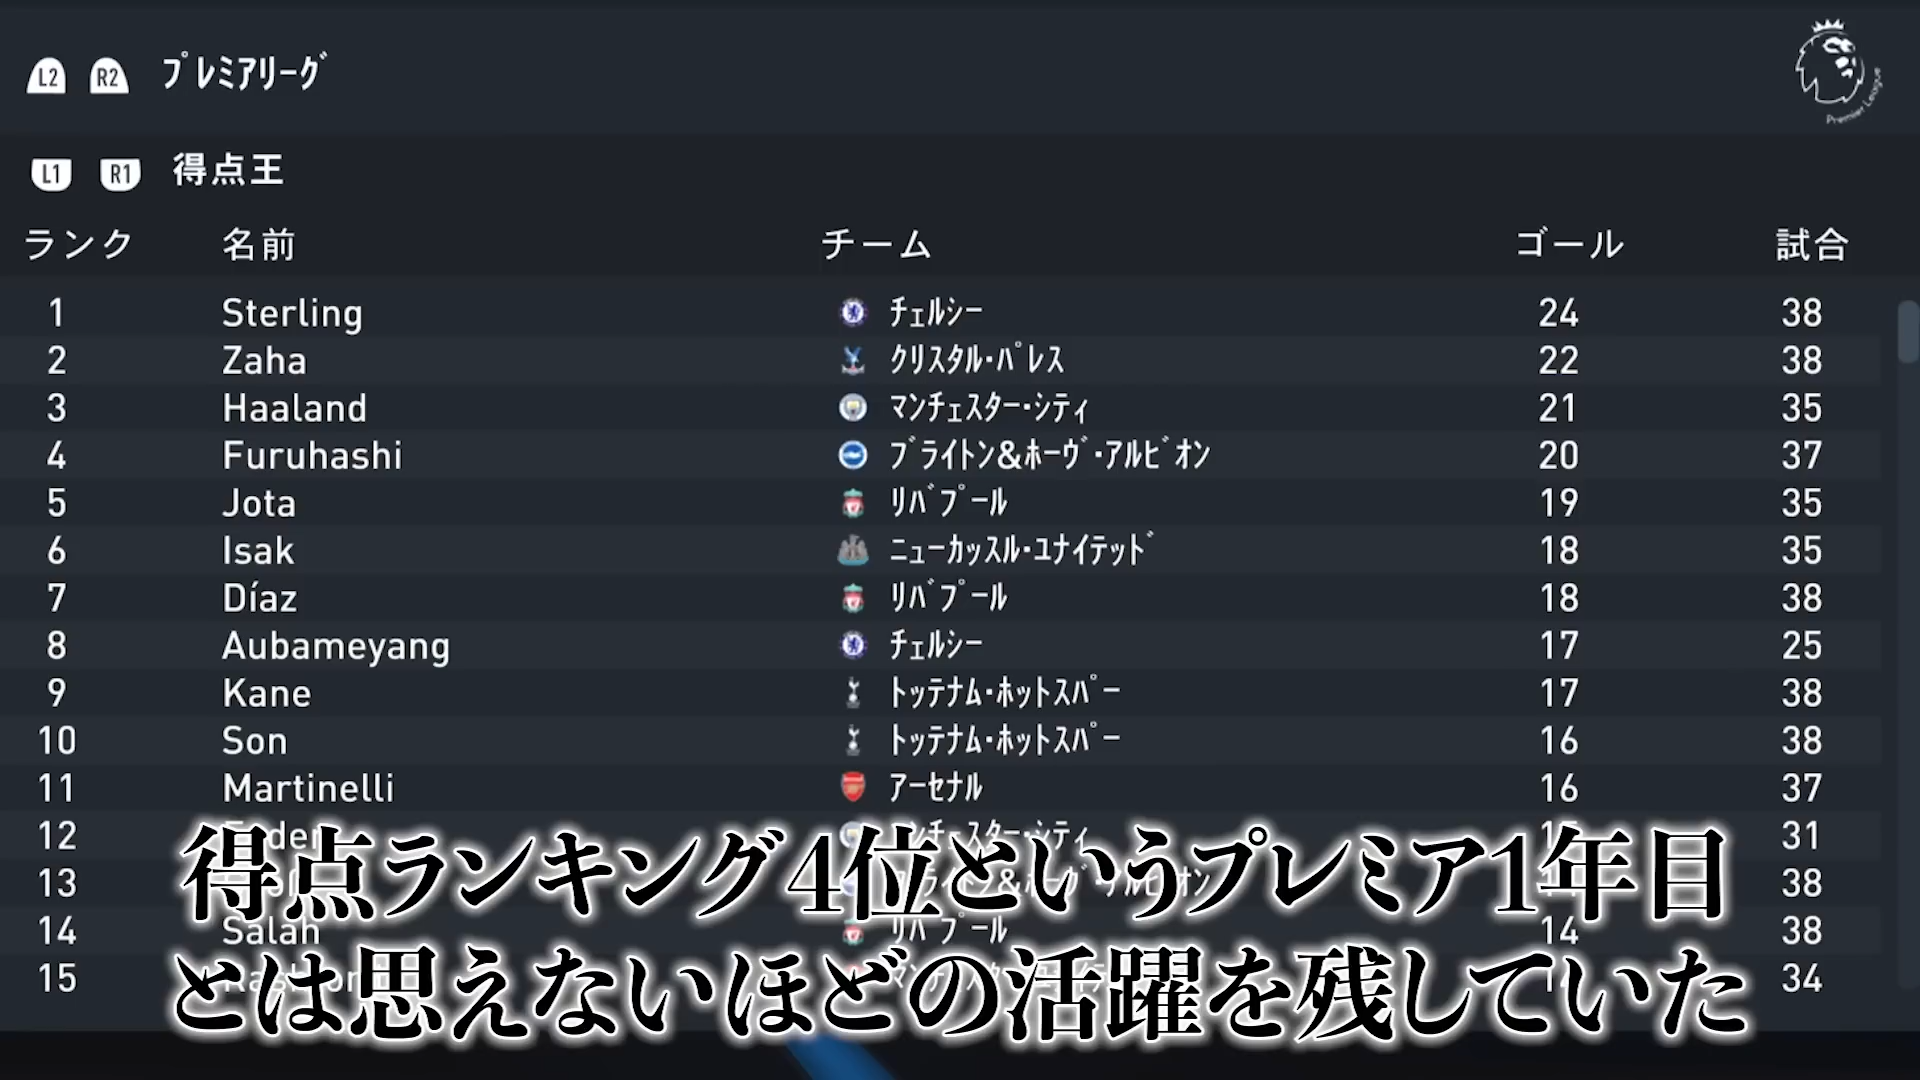 L2 R2 プレミアリーグ
Premier League
L1 R1 得点王
ランク 名前 チーム ゴール 試合
1 Sterling チェルシー 24 38
2 Zaha クリスタル・パレス 22 38
3 Haaland マンチェスター・シティ 21 35
4 Furuhashi ブライトン&ホーヴ・アルビオン 20 37
5 Jota リバプール 19 35
6 Isak ニューカッスル・ユナイテッド 18 35
7 Díaz リバプール 18 38
8 Aubameyang チェルシー 17 25
9 Kane トッテナム・ホットスパー 17 38
10 Son トッテナム・ホットスパー 16 38
11 Martinelli アーセナル 16 37
12 31
13 38
14 Salah リバプール 14 38
15 34
得点ランキング4位というプレミア1年目
とは思えないほどの活躍を残していた